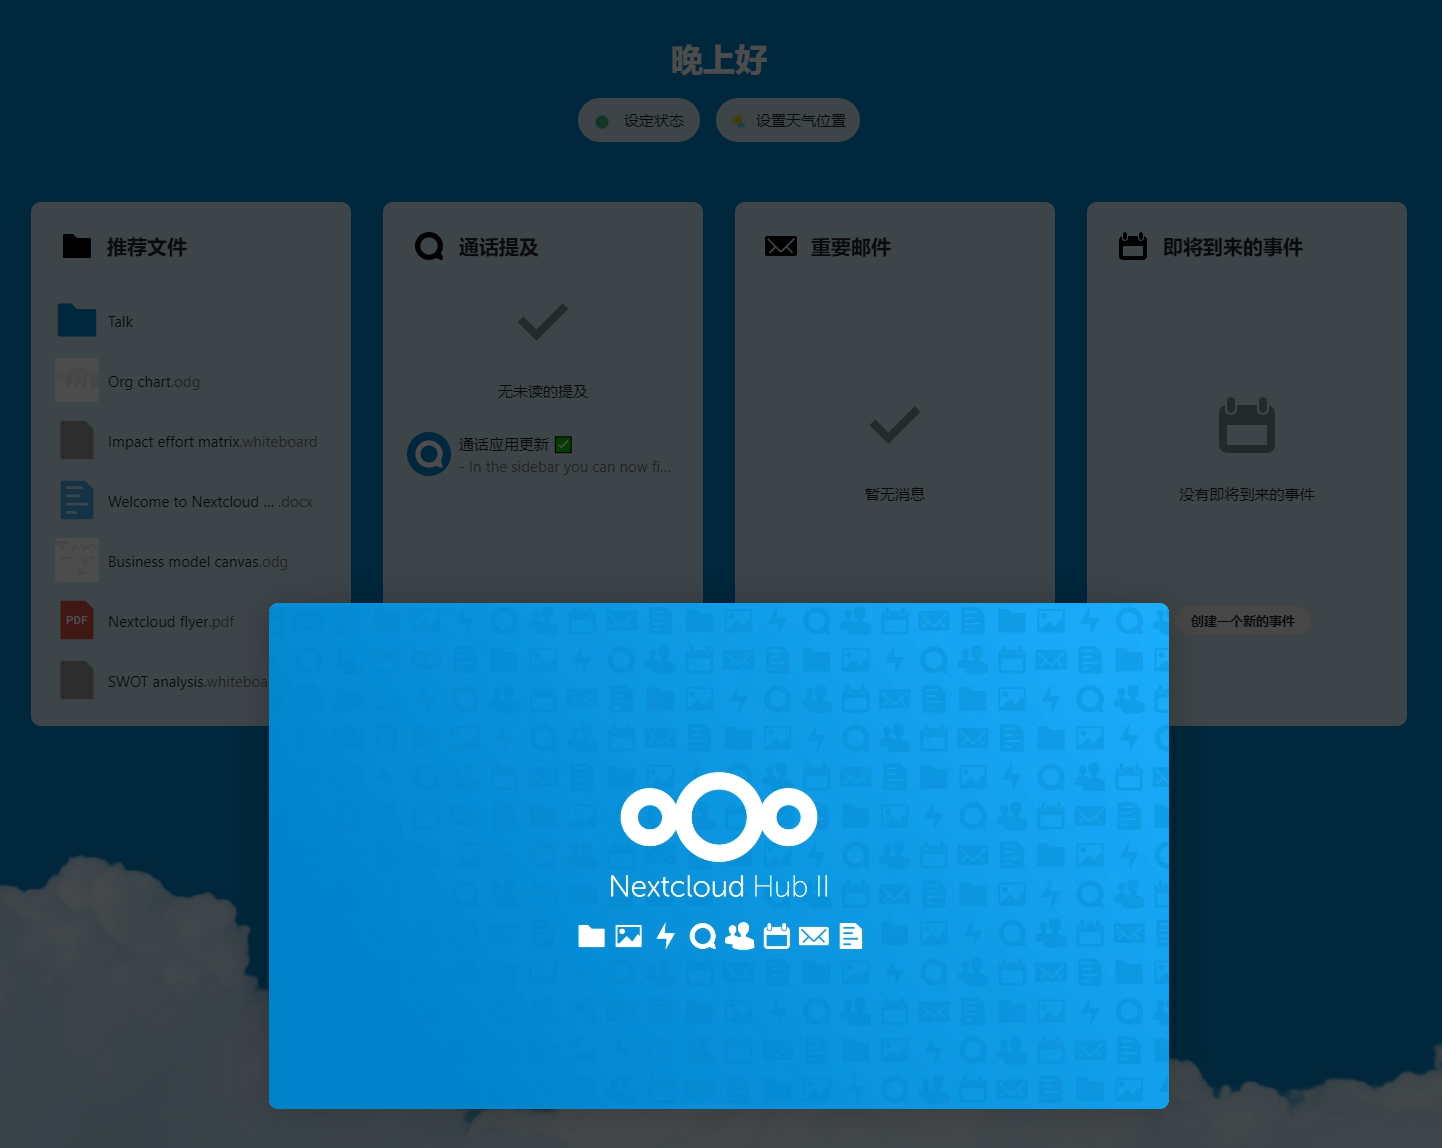 晚上好
设定状态
设置天气位置
推荐文件
Talk
Org chart.odg
Impact effort matrix.whiteboard
Welcome to Nextcloud ... .docx
Business model canvas.odg
PDF
Nextcloud flyer.pdf
SWOT analysis.whiteboa
通话提及
无未读的提及
通话应用更新 ✅
- In the sidebar you can now fi...
重要邮件
暂无消息
即将到来的事件
没有即将到来的事件
创建一个新的事件
Nextcloud Hub II